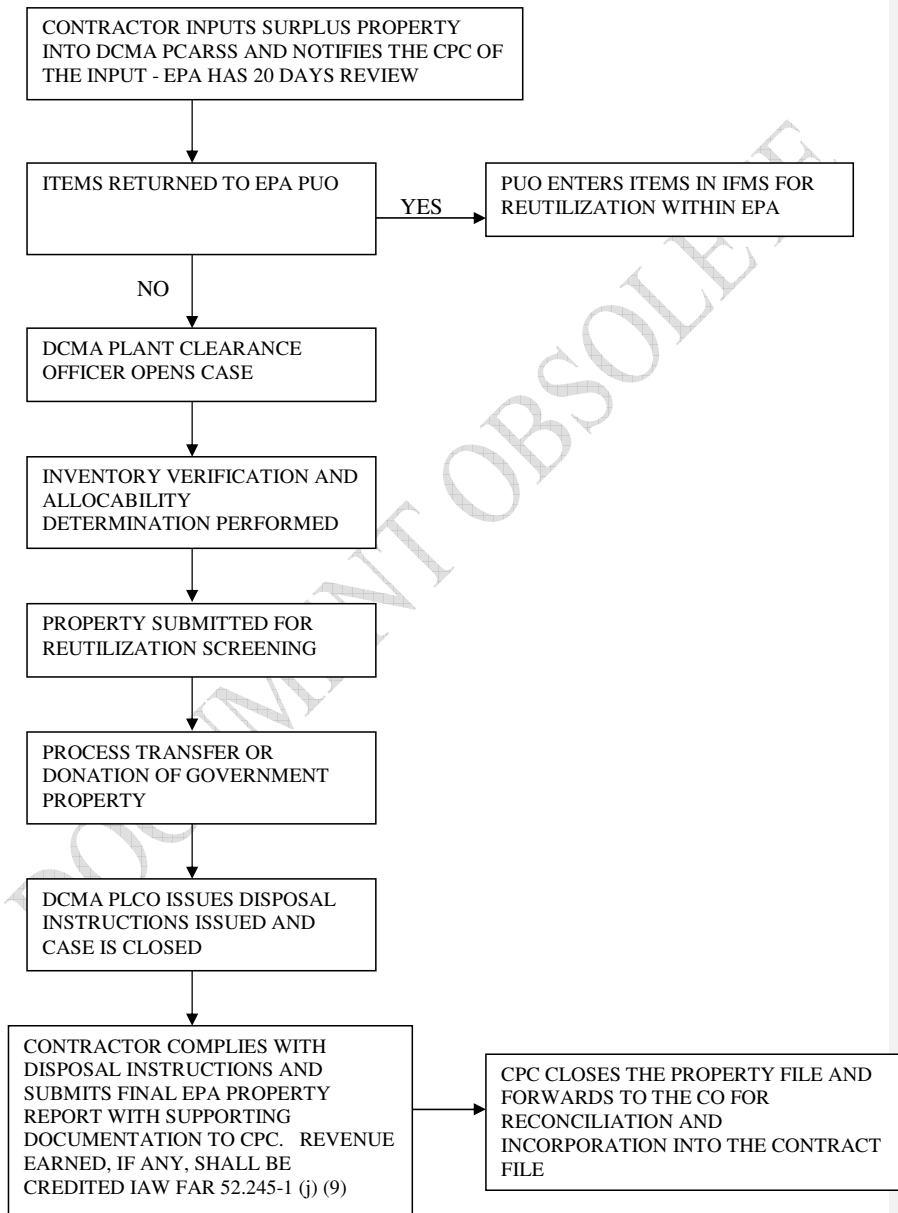 CONTRACTOR INPUTS SURPLUS PROPERTY
INTO DCMA PCARSS AND NOTIFIES THE CPC OF
THE INPUT - EPA HAS 20 DAYS REVIEW
ITEMS RETURNED TO EPA PUO
YES
PUO ENTERS ITEMS IN IFMS FOR
REUTILIZATION WITHIN EPA
NO
DCMA PLANT CLEARANCE
OFFICER OPENS CASE
INVENTORY VERIFICATION AND
ALLOCABILITY
DETERMINATION PERFORMED
PROPERTY SUBMITTED FOR
REUTILIZATION SCREENING
PROCESS TRANSFER OR
DONATION OF GOVERNMENT
PROPERTY
DCMA PLCO ISSUES DISPOSAL
INSTRUCTIONS ISSUED AND
CASE IS CLOSED
CONTRACTOR COMPLIES WITH
DISPOSAL INSTRUCTIONS AND
SUBMITS FINAL EPA PROPERTY
REPORT WITH SUPPORTING
DOCUMENTATION TO CPC. REVENUE
EARNED, IF ANY, SHALL BE
CREDITED IAW FAR 52.245-1 (j) (9)
CPC CLOSES THE PROPERTY FILE AND
FORWARDS TO THE CO FOR
RECONCILIATION AND
INCORPORATION INTO THE CONTRACT
FILE
DOCUMENT OBSOLETE